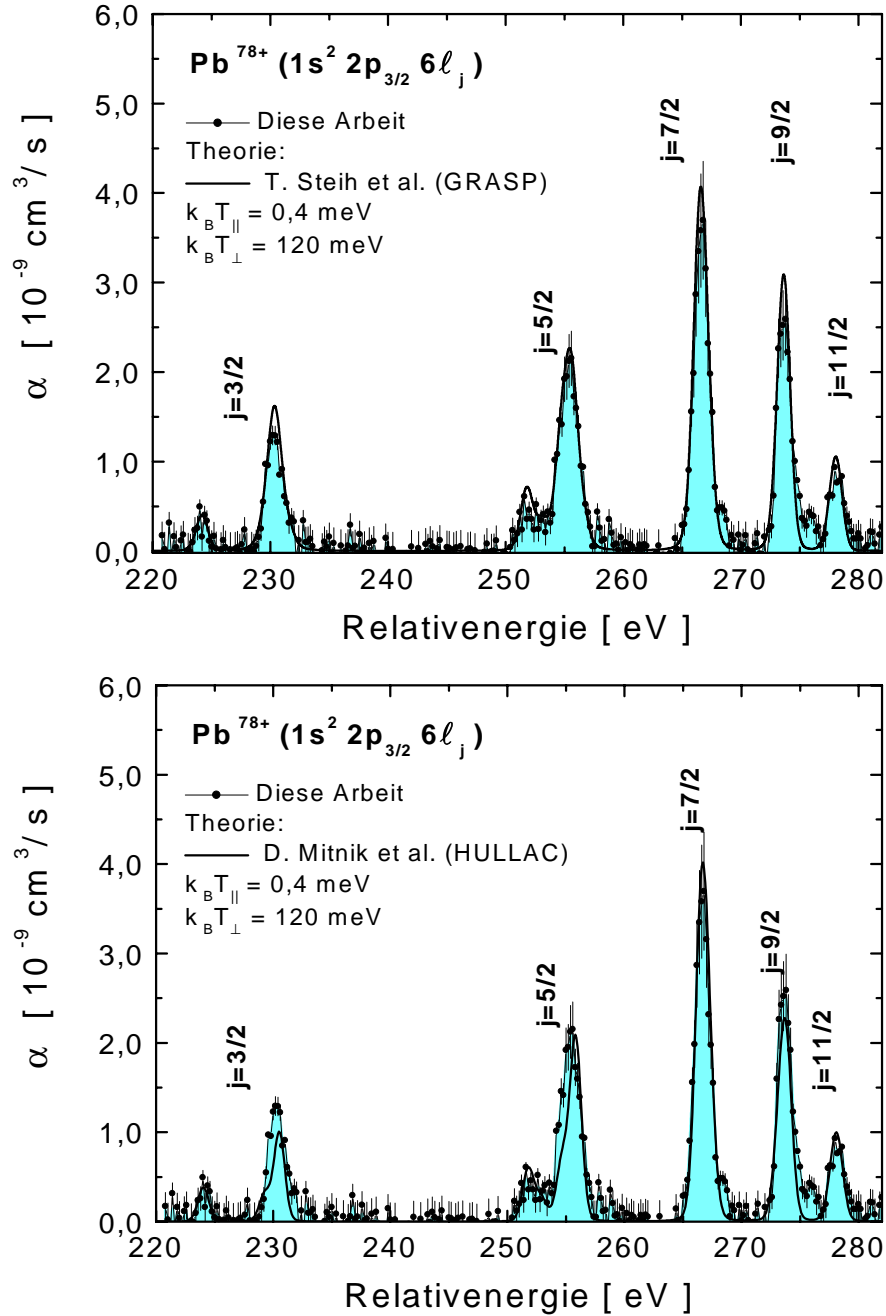 6,0
5,0
4,0
3,0
2,0
1,0
0,0
α [ 10⁻⁹ cm³/ s ]
Pb ⁷⁸⁺ (1s² 2p₃/₂ 6ℓⱼ )
Diese Arbeit
Theorie:
T. Steih et al. (GRASP)
k_B T_|| = 0,4 meV
k_B T_⊥ = 120 meV
j=3/2
j=5/2
j=7/2
j=9/2
j=11/2
220 230 240 250 260 270 280
Relativenergie [ eV ]
6,0
5,0
4,0
3,0
2,0
1,0
0,0
α [ 10⁻⁹ cm³/ s ]
Pb ⁷⁸⁺ (1s² 2p₃/₂ 6ℓⱼ )
Diese Arbeit
Theorie:
D. Mitnik et al. (HULLAC)
k_B T_|| = 0,4 meV
k_B T_⊥ = 120 meV
j=3/2
j=5/2
j=7/2
j=9/2
j=11/2
220 230 240 250 260 270 280
Relativenergie [ eV ]